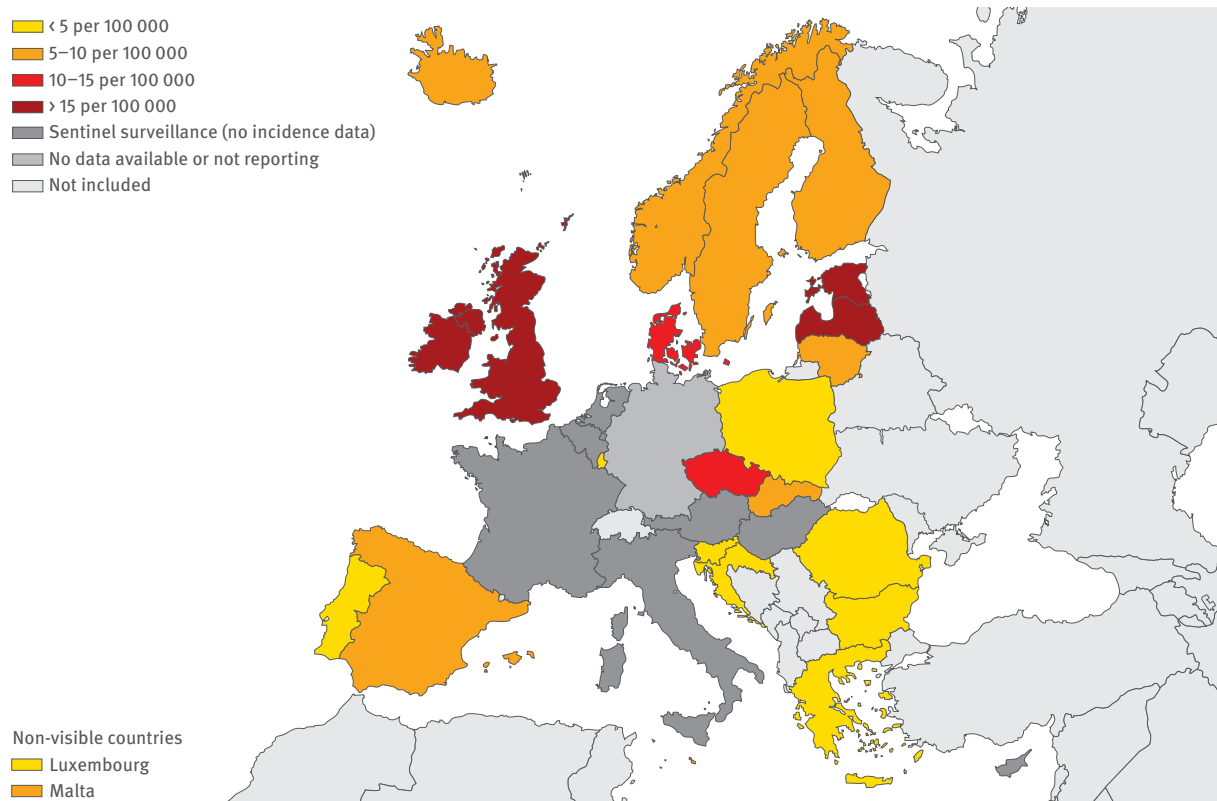 < 5 per 100 000
5–10 per 100 000
10–15 per 100 000
> 15 per 100 000
Sentinel surveillance (no incidence data)
No data available or not reporting
Not included
Non-visible countries
Luxembourg
Malta